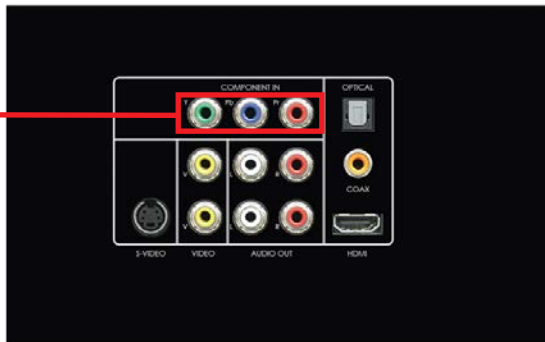 COMPONENT IN
OPTICAL
Y Pb Pr
V L R
COAX
V L R
S-VIDEO VIDEO AUDIO OUT HDMI